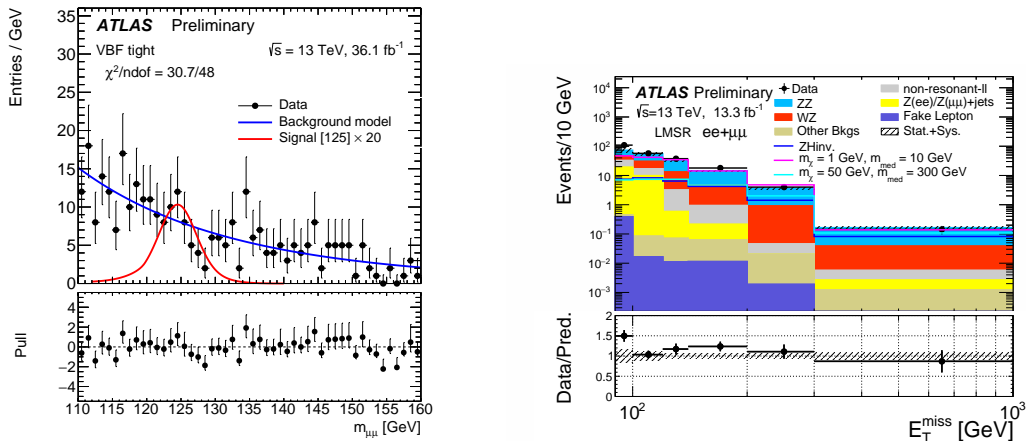 ATLAS Preliminary
VBF tight
√s = 13 TeV, 36.1 fb⁻¹
χ²/ndof = 30.7/48
Data
Background model
Signal [125] × 20
Entries / GeV
35
30
25
20
15
10
5
0
Pull
4
2
0
−2
−4
110 115 120 125 130 135 140 145 150 155 160
m_μμ [GeV]
ATLAS Preliminary
√s=13 TeV, 13.3 fb⁻¹
LMSR ee+μμ
Data
ZZ
WZ
Other Bkgs
non-resonant-ll
Z(ee)/Z(μμ)+jets
Fake Lepton
Stat.+Sys.
ZHinv.
m_χ = 1 GeV, m_med = 10 GeV
m_χ = 50 GeV, m_med = 300 GeV
Events/10 GeV
10⁴
10³
10²
10
1
10⁻¹
10⁻²
10⁻³
Data/Pred.
2
1.5
1
0.5
0
10² 10³
E_T^miss [GeV]